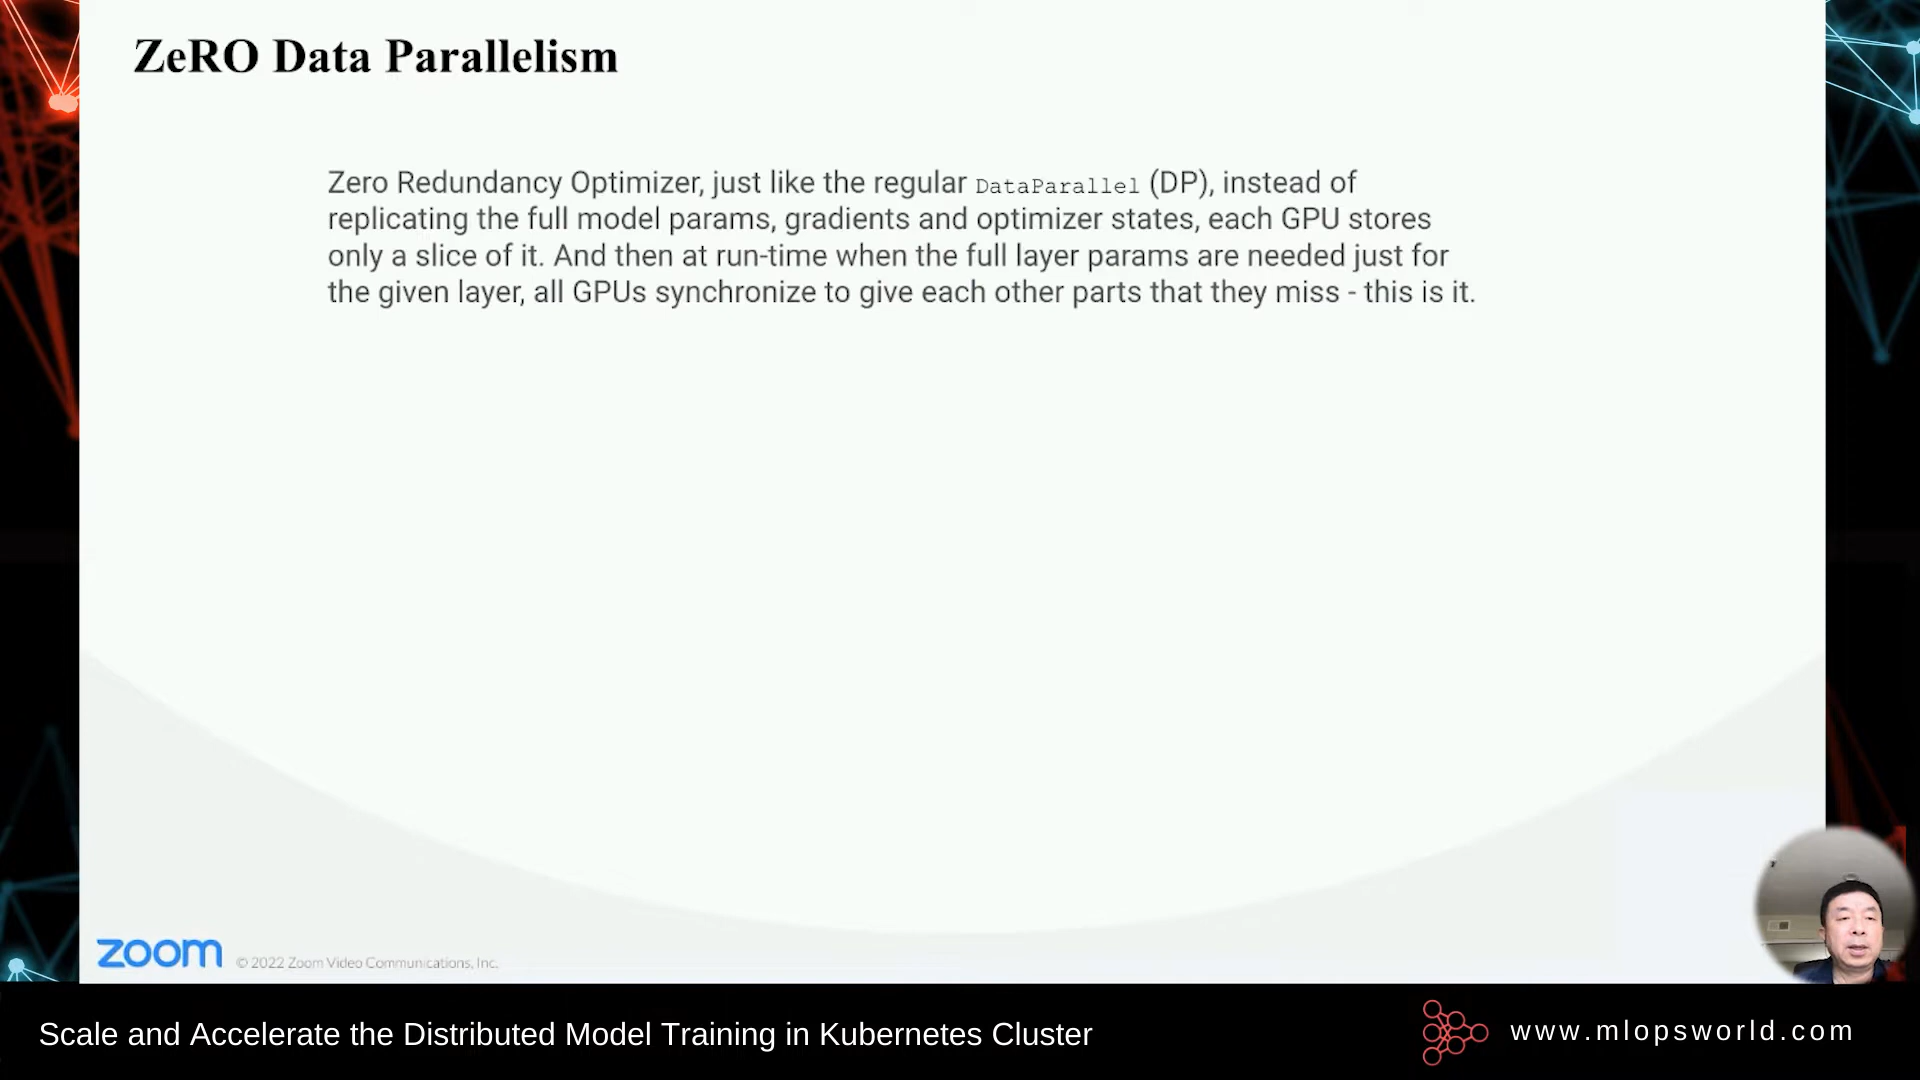 ZeRO Data Parallelism
Zero Redundancy Optimizer, just like the regular DataParallel (DP), instead of
replicating the full model params, gradients and optimizer states, each GPU stores
only a slice of it. And then at run-time when the full layer params are needed just for
the given layer, all GPUs synchronize to give each other parts that they miss - this is it.
zoom © 2022 Zoom Video Communications, Inc.
Scale and Accelerate the Distributed Model Training in Kubernetes Cluster
www.mlopsworld.com